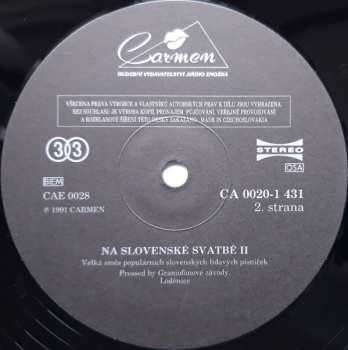 Carmen
HUDEBNÍ VYDAVATELSTVÍ JIŘÍHO ENGŽLA
VŠECHNA PRÁVA VÝROBCE A VLASTNÍKŮ AUTORSKÝCH PRÁV K DÍLU JSOU VYHRAZENA.
BEZ SOUHLASU JE VÝROBA KOPIÍ, PRONÁJEM, PŮJČOVÁNÍ, VEŘEJNÉ PROVOZOVÁNÍ
A ROZHLASOVÉ ŠÍŘENÍ TÉTO DESKY ZAKÁZÁNO. MADE IN CZECHOSLOVAKIA
33
STEREO
OSA
BIEM
CAE 0028
CA 0020-1 431
℗ 1991 CARMEN
2. strana
NA SLOVENSKÉ SVATBĚ II
Velká směs populárních slovenských lidových písniček
Pressed by Gramofonové závody,
Loděnice